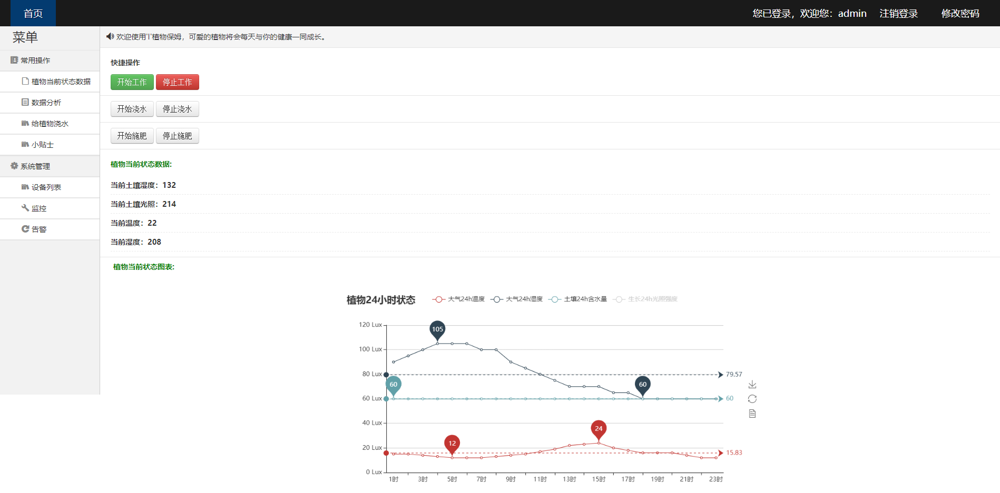 首页
您已登录，欢迎您：admin 注销登录 修改密码
菜单
常用操作
植物当前状态数据
数据分析
给植物浇水
小贴士
系统管理
设备列表
监控
告警
欢迎使用'I'植物保姆，可爱的植物将会每天与你的健康一同成长。
快捷操作
开始工作 停止工作
开始浇水 停止浇水
开始施肥 停止施肥
植物当前状态数据:
当前土壤湿度：132
当前土壤光照：214
当前温度：22
当前湿度：208
植物当前状态图表:
植物24小时状态 大气24h温度 大气24h湿度 土壤24h含水量 生长24h光照强度
120 Lux
105
100 Lux
80 Lux 79.57
60 60
60 Lux 60
40 Lux
24
12
20 Lux 15.83
0 Lux
1时 3时 5时 7时 9时 11时 13时 15时 17时 19时 21时 23时